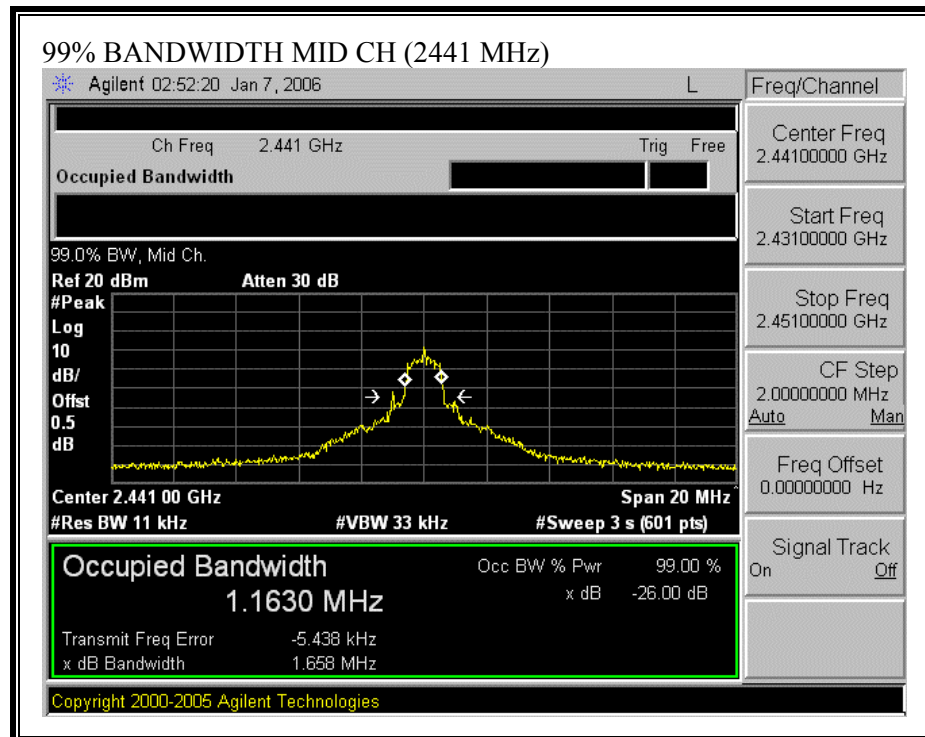 99% BANDWIDTH MID CH (2441 MHz)
Agilent 02:52:20 Jan 7, 2006 L
Freq/Channel
Ch Freq 2.441 GHz Trig Free
Occupied Bandwidth
Center Freq
2.44100000 GHz
Start Freq
2.43100000 GHz
Stop Freq
2.45100000 GHz
CF Step
2.00000000 MHz
Auto Man
Freq Offset
0.00000000 Hz
Signal Track
On Off
99.0% BW, Mid Ch.
Ref 20 dBm Atten 30 dB
#Peak
Log
10
dB/
Offst
0.5
dB
Center 2.441 00 GHz Span 20 MHz
#Res BW 11 kHz #VBW 33 kHz #Sweep 3 s (601 pts)
Occupied Bandwidth
1.1630 MHz
Occ BW % Pwr 99.00 %
x dB -26.00 dB
Transmit Freq Error -5.438 kHz
x dB Bandwidth 1.658 MHz
Copyright 2000-2005 Agilent Technologies